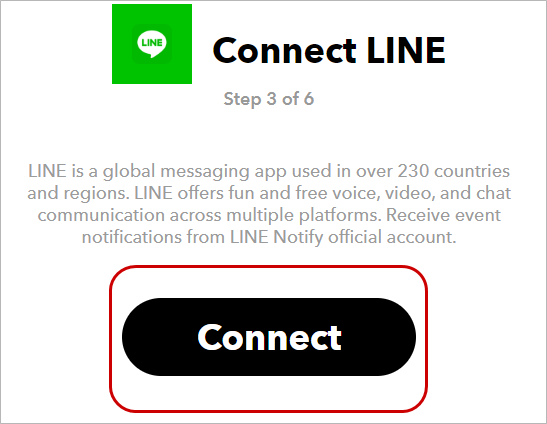 LINE
Connect LINE
Step 3 of 6
LINE is a global messaging app used in over 230 countries
and regions. LINE offers fun and free voice, video, and chat
communication across multiple platforms. Receive event
notifications from LINE Notify official account.
Connect